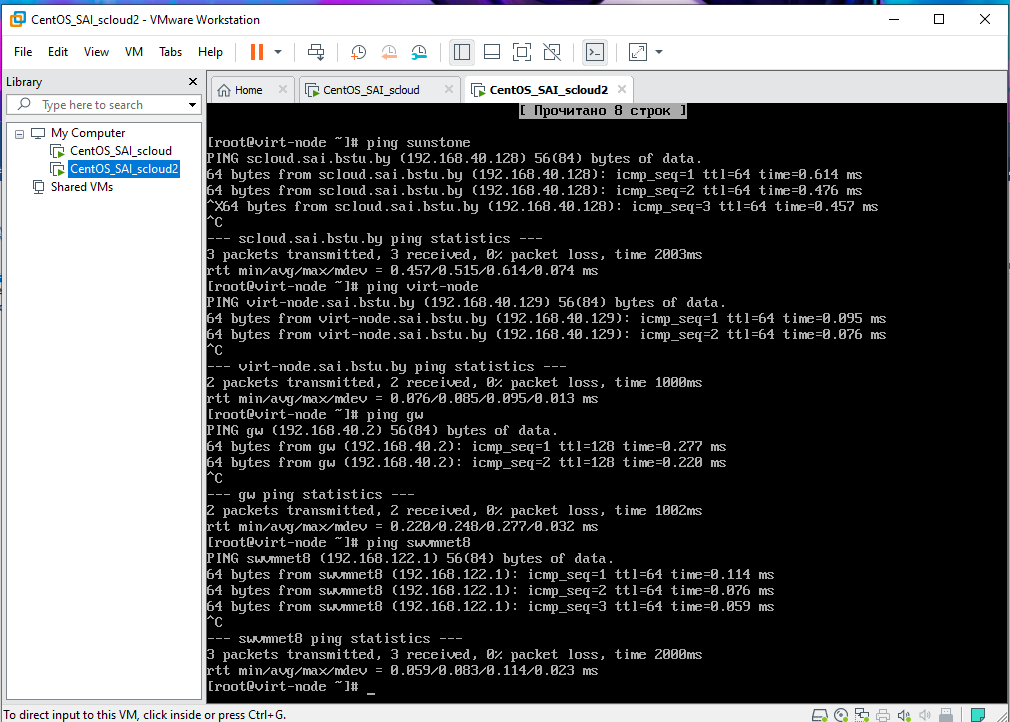 CentOS_SAI_scloud2 - VMware Workstation
File Edit View VM Tabs Help
Library
Type here to search
My Computer
CentOS_SAI_scloud
CentOS_SAI_scloud2
Shared VMs
Home
CentOS_SAI_scloud
CentOS_SAI_scloud2
[ Прочитано 8 строк ]
[root@virt-node ~]# ping sunstone
PING scloud.sai.bstu.by (192.168.40.128) 56(84) bytes of data.
64 bytes from scloud.sai.bstu.by (192.168.40.128): icmp_seq=1 ttl=64 time=0.614 ms
64 bytes from scloud.sai.bstu.by (192.168.40.128): icmp_seq=2 ttl=64 time=0.476 ms
^X64 bytes from scloud.sai.bstu.by (192.168.40.128): icmp_seq=3 ttl=64 time=0.457 ms
^C
--- scloud.sai.bstu.by ping statistics ---
3 packets transmitted, 3 received, 0% packet loss, time 2003ms
rtt min/avg/max/mdev = 0.457/0.515/0.614/0.074 ms
[root@virt-node ~]# ping virt-node
PING virt-node.sai.bstu.by (192.168.40.129) 56(84) bytes of data.
64 bytes from virt-node.sai.bstu.by (192.168.40.129): icmp_seq=1 ttl=64 time=0.095 ms
64 bytes from virt-node.sai.bstu.by (192.168.40.129): icmp_seq=2 ttl=64 time=0.076 ms
^C
--- virt-node.sai.bstu.by ping statistics ---
2 packets transmitted, 2 received, 0% packet loss, time 1000ms
rtt min/avg/max/mdev = 0.076/0.085/0.095/0.013 ms
[root@virt-node ~]# ping gw
PING gw (192.168.40.2) 56(84) bytes of data.
64 bytes from gw (192.168.40.2): icmp_seq=1 ttl=128 time=0.277 ms
64 bytes from gw (192.168.40.2): icmp_seq=2 ttl=128 time=0.220 ms
^C
--- gw ping statistics ---
2 packets transmitted, 2 received, 0% packet loss, time 1002ms
rtt min/avg/max/mdev = 0.220/0.248/0.277/0.032 ms
[root@virt-node ~]# ping swvmnet8
PING swvmnet8 (192.168.122.1) 56(84) bytes of data.
64 bytes from swvmnet8 (192.168.122.1): icmp_seq=1 ttl=64 time=0.114 ms
64 bytes from swvmnet8 (192.168.122.1): icmp_seq=2 ttl=64 time=0.076 ms
64 bytes from swvmnet8 (192.168.122.1): icmp_seq=3 ttl=64 time=0.059 ms
^C
--- swvmnet8 ping statistics ---
3 packets transmitted, 3 received, 0% packet loss, time 2000ms
rtt min/avg/max/mdev = 0.059/0.083/0.114/0.023 ms
[root@virt-node ~]# _
To direct input to this VM, click inside or press Ctrl+G.